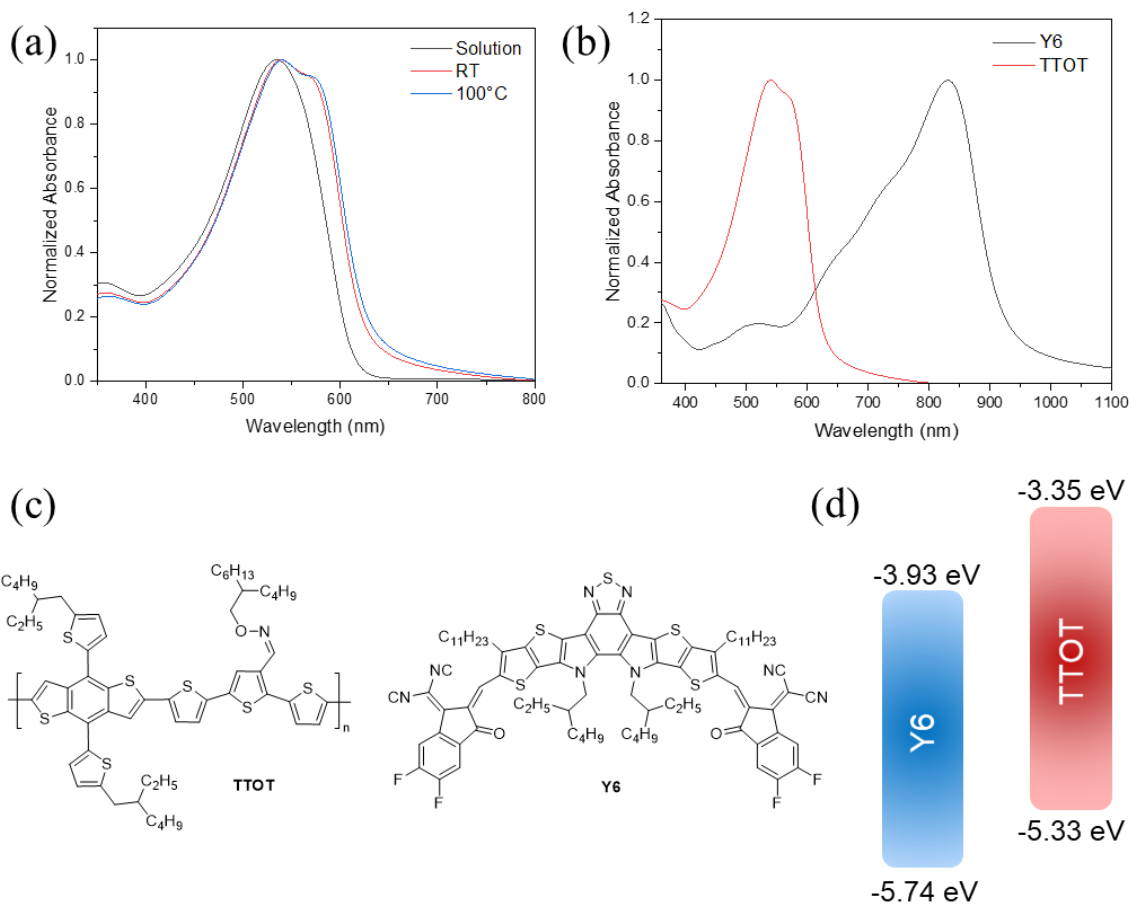 (a)
Normalized Absorbance
1.0
0.8
0.6
0.4
0.2
0.0
400
500
600
700
800
Wavelength (nm)
Solution
RT
100°C
(b)
Normalized Absorbance
1.2
1.0
0.8
0.6
0.4
0.2
0.0
400
500
600
700
800
900
1000
1100
Wavelength (nm)
Y6
TTOT
(c)
C6H13
C4H9
O
N
C4H9
C2H5
S
S
S
S
S
S
S
n
C2H5
C4H9
TTOT
S
N
N
C11H23
S
S
C11H23
CN
CN
S
N
N
S
NC
CN
O
C2H5
C4H9
C2H5
C4H9
O
F
F
F
F
Y6
(d)
-3.35 eV
-3.93 eV
TTOT
Y6
-5.33 eV
-5.74 eV